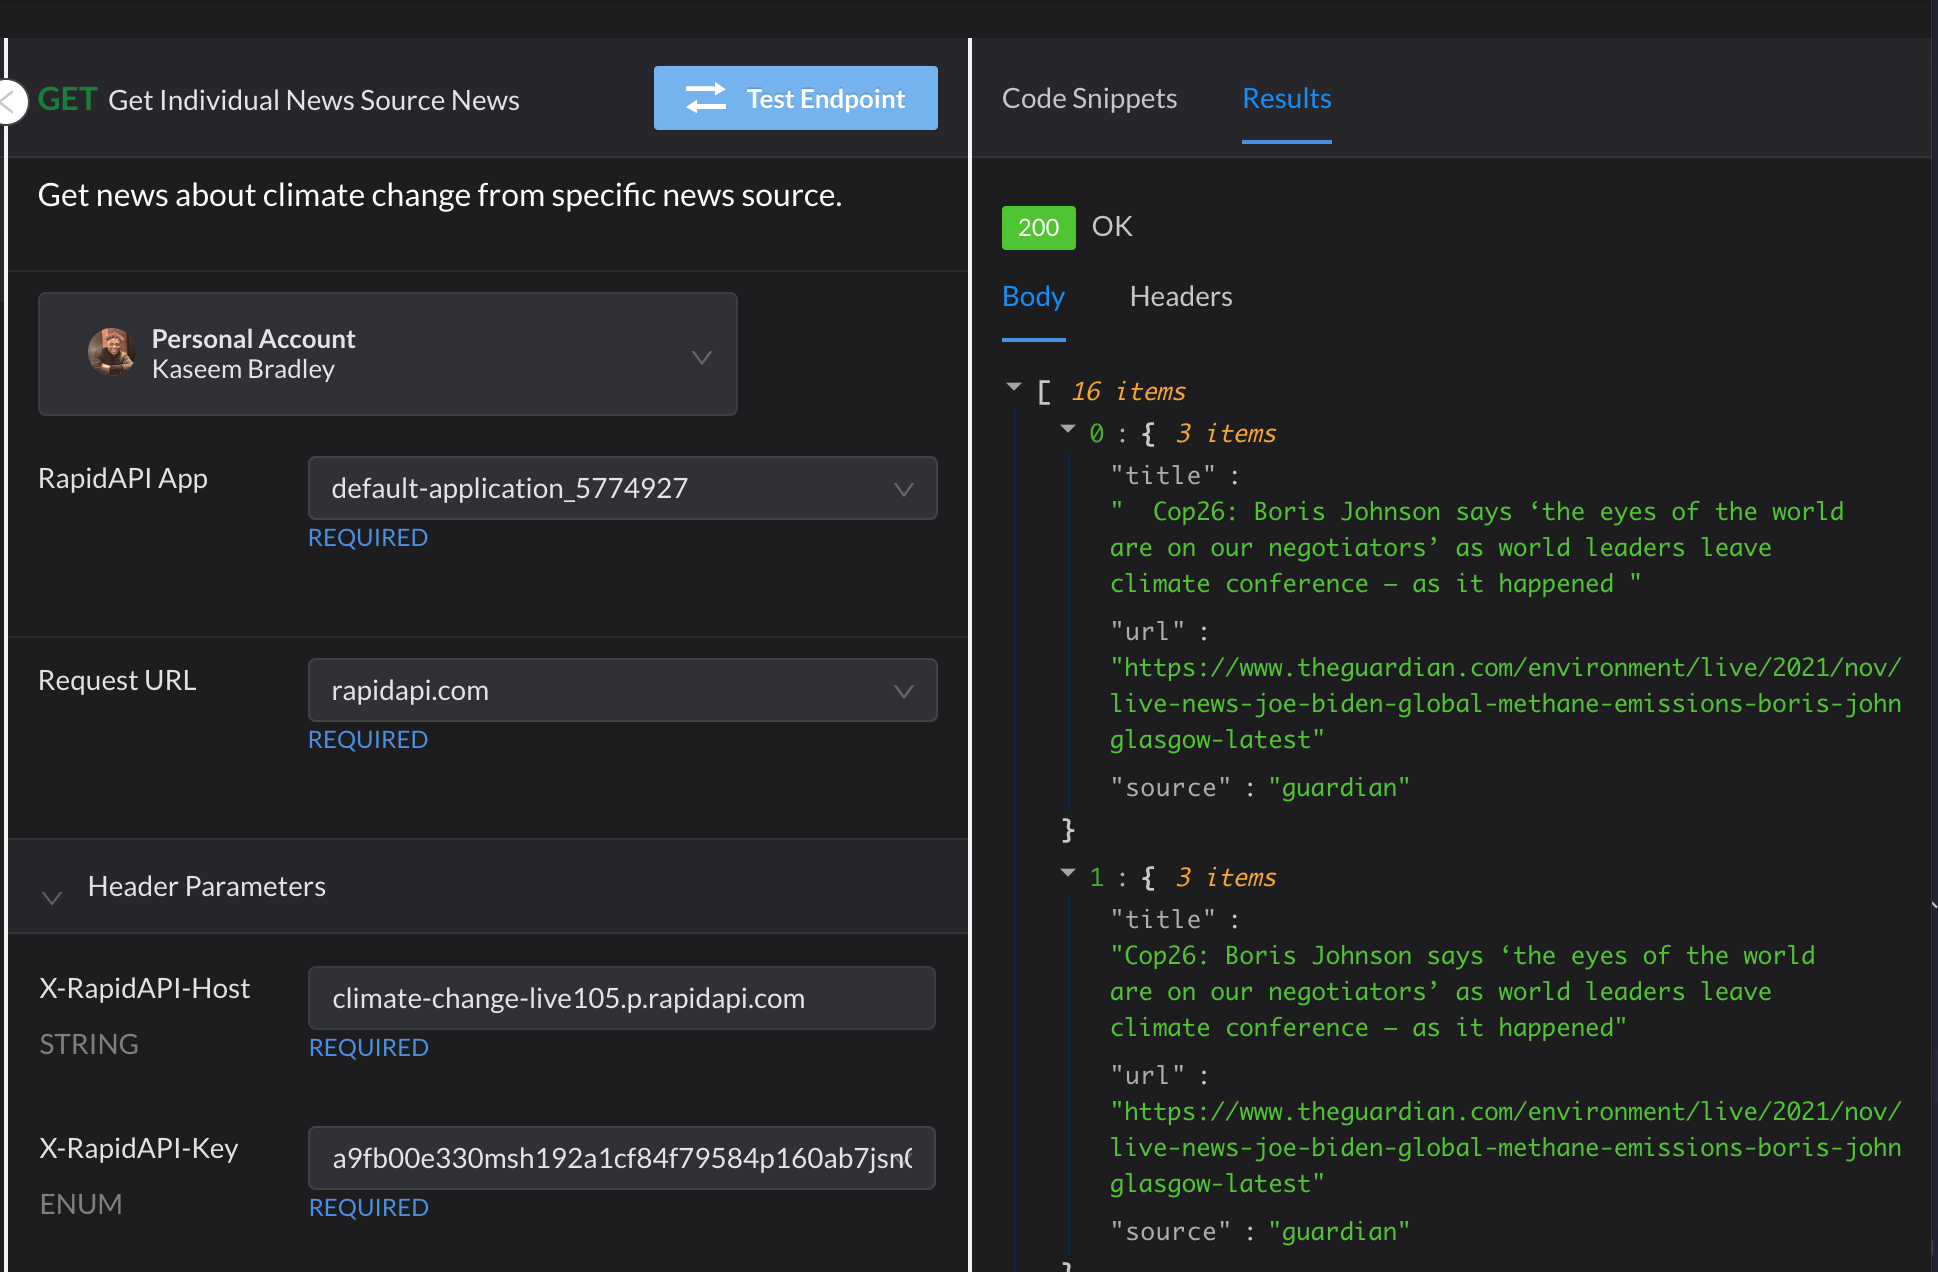 GET Get Individual News Source News
Test Endpoint
Get news about climate change from specific news source.
Personal Account
Kaseem Bradley
RapidAPI App
default-application_5774927
REQUIRED
Request URL
rapidapi.com
REQUIRED
Header Parameters
X-RapidAPI-Host
climate-change-live105.p.rapidapi.com
STRING
REQUIRED
X-RapidAPI-Key
a9fb00e330msh192a1cf84f79584p160ab7jsn
ENUM
REQUIRED
Code Snippets Results
200 OK
Body Headers
[ 16 items
0 : { 3 items
"title" :
"  Cop26: Boris Johnson says ‘the eyes of the world
are on our negotiators’ as world leaders leave
climate conference – as it happened "
"url" :
"https://www.theguardian.com/environment/live/2021/nov/
live-news-joe-biden-global-methane-emissions-boris-john
glasgow-latest"
"source" : "guardian"
}
1 : { 3 items
"title" :
"Cop26: Boris Johnson says ‘the eyes of the world
are on our negotiators’ as world leaders leave
climate conference – as it happened"
"url" :
"https://www.theguardian.com/environment/live/2021/nov/
live-news-joe-biden-global-methane-emissions-boris-john
glasgow-latest"
"source" : "guardian"
}